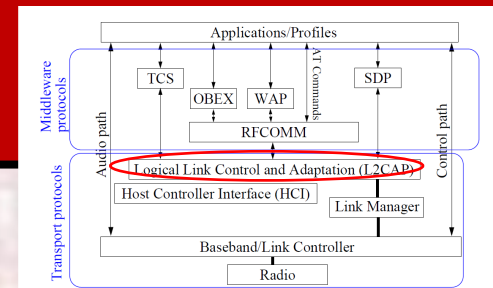 Applications/Profiles
Middleware
protocols
TCS
SDP
OBEX
WAP
AT Commands
RFCOMM
Audio path
Control path
Transport protocols
Logical Link Control and Adaptation (L2CAP)
Host Controller Interface (HCI)
Link Manager
Baseband/Link Controller
Radio